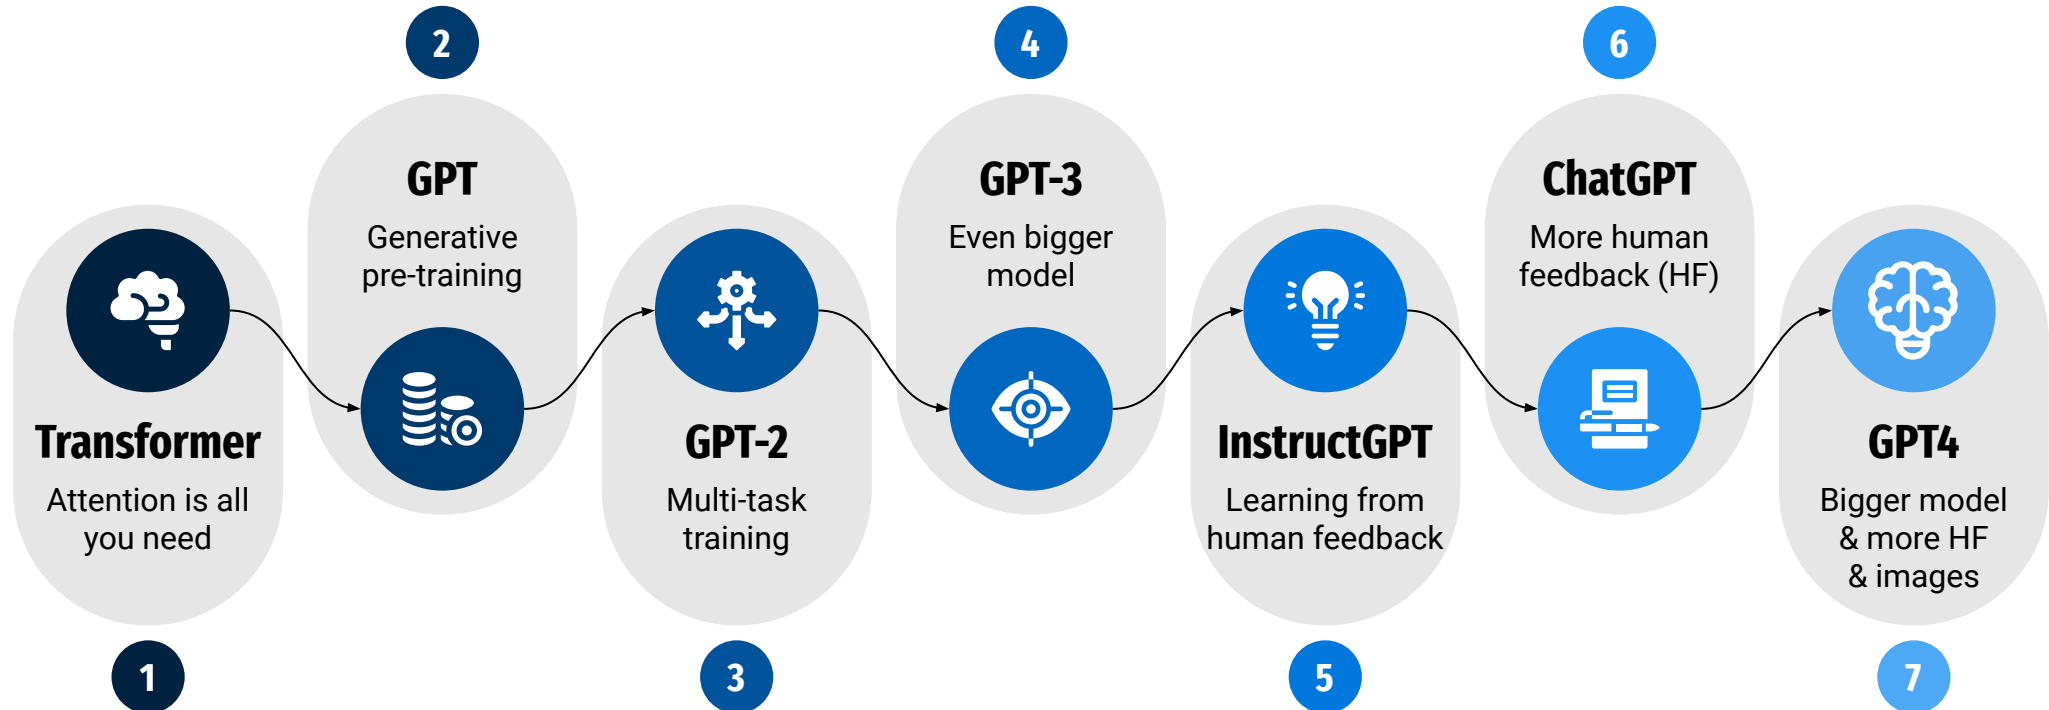 1
Transformer
Attention is all
you need
2
GPT
Generative
pre-training
3
GPT-2
Multi-task
training
4
GPT-3
Even bigger
model
5
InstructGPT
Learning from
human feedback
6
ChatGPT
More human
feedback (HF)
7
GPT4
Bigger model
& more HF
& images